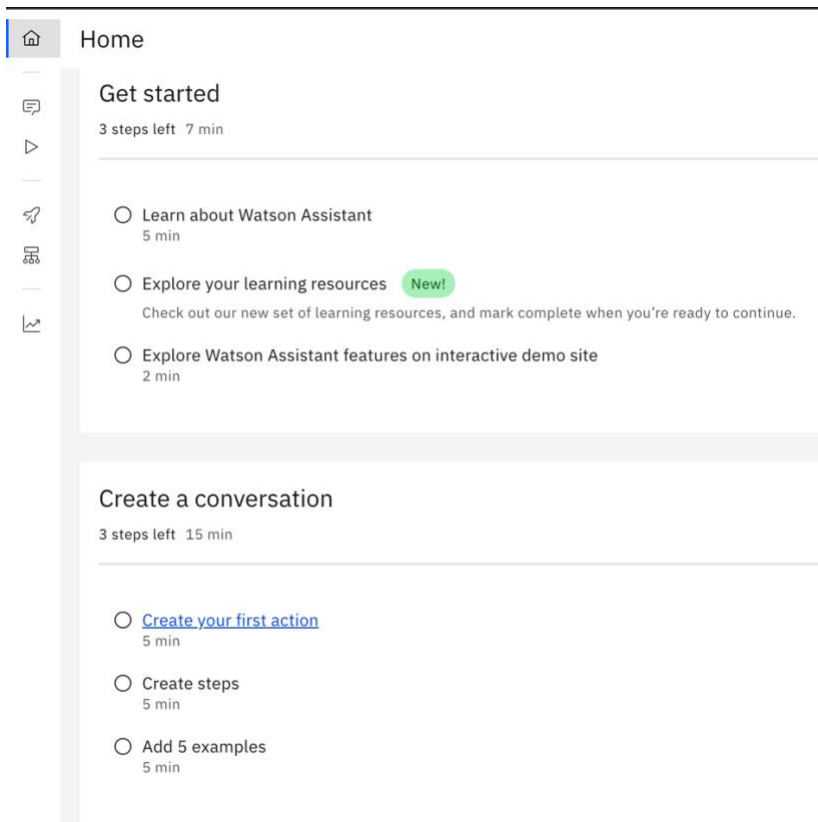 Home
Get started
3 steps left 7 min
Learn about Watson Assistant
5 min
Explore your learning resources New!
Check out our new set of learning resources, and mark complete when you’re ready to continue.
Explore Watson Assistant features on interactive demo site
2 min
Create a conversation
3 steps left 15 min
Create your first action
5 min
Create steps
5 min
Add 5 examples
5 min